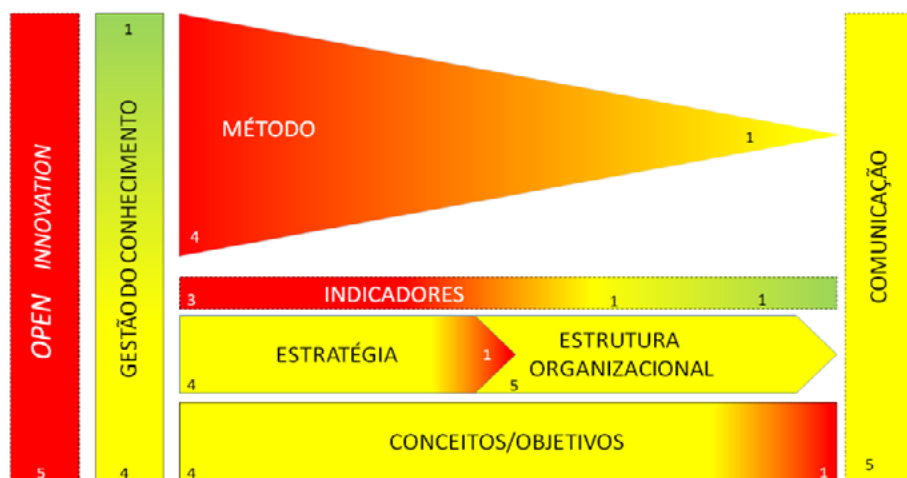 OPEN INNOVATION
5
1
GESTÃO DO CONHECIMENTO
4
MÉTODO
1
4
INDICADORES
3
1
1
ESTRATÉGIA
1
4
ESTRUTURA
ORGANIZACIONAL
5
CONCEITOS/OBJETIVOS
4
1
COMUNICAÇÃO
5